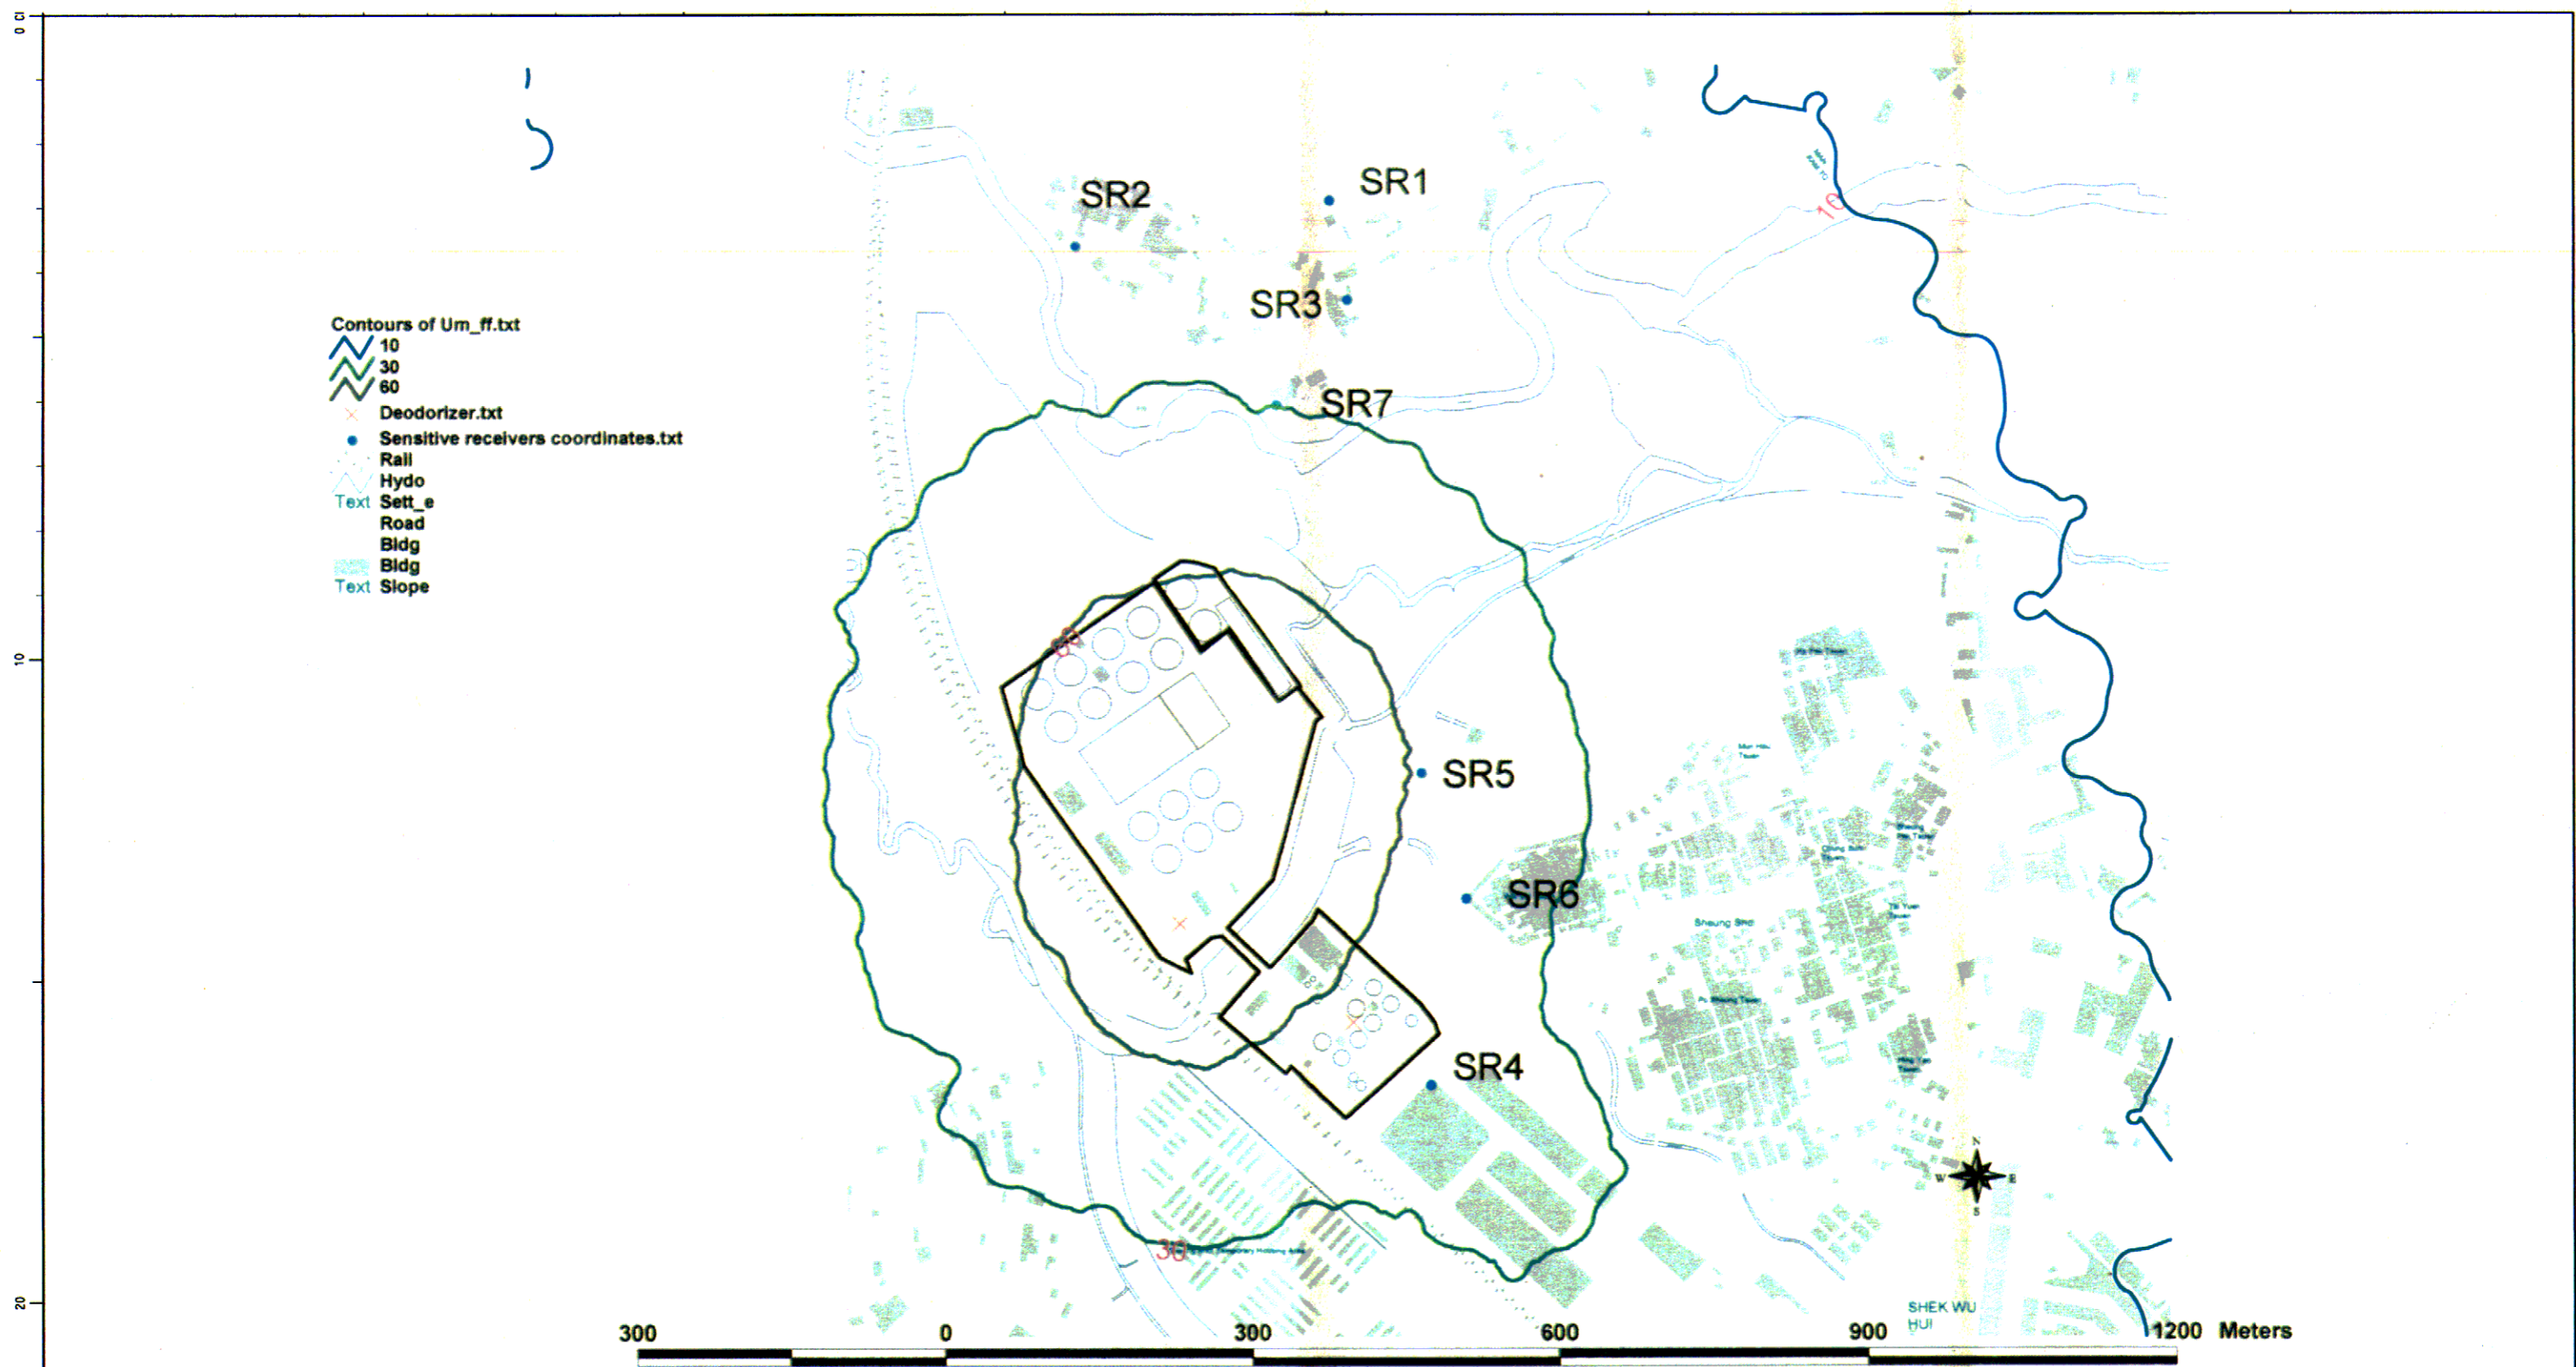 SR1
SR2
10
SR3
Contours of Um_ff.txt
10
30
60
Deodorizer.txt
Sensitive receivers coordinates.txt
Rail
Hydo
Text Sett_e
Road
Bldg
Bldg
Text Slope
SR7
60
10
SR5
SR6
Sheung Shui
SR4
N
W E
S
30
20
SHEK WU
HUI
300 0 300 600 900 1200 Meters